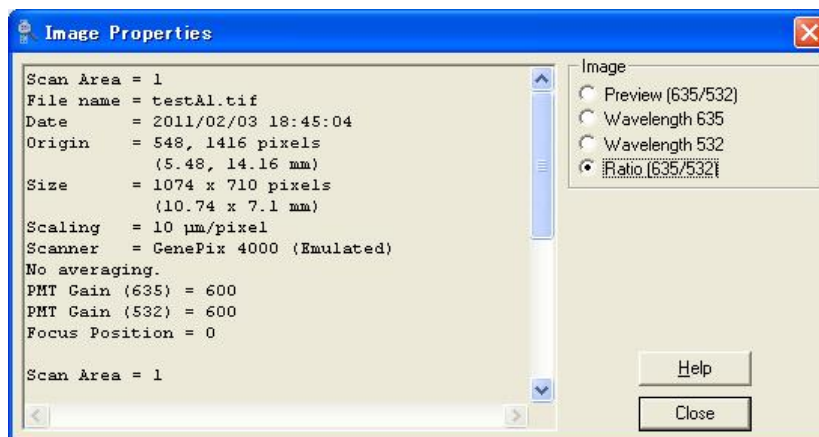 Image Properties
Scan Area = 1
File name = testA1.tif
Date = 2011/02/03 18:45:04
Origin = 548, 1416 pixels
(5.48, 14.16 mm)
Size = 1074 x 710 pixels
(10.74 x 7.1 mm)
Scaling = 10 µm/pixel
Scanner = GenePix 4000 (Emulated)
No averaging.
PMT Gain (635) = 600
PMT Gain (532) = 600
Focus Position = 0
Scan Area = 1
Image
Preview (635/532)
Wavelength 635
Wavelength 532
Ratio (635/532)
Help
Close